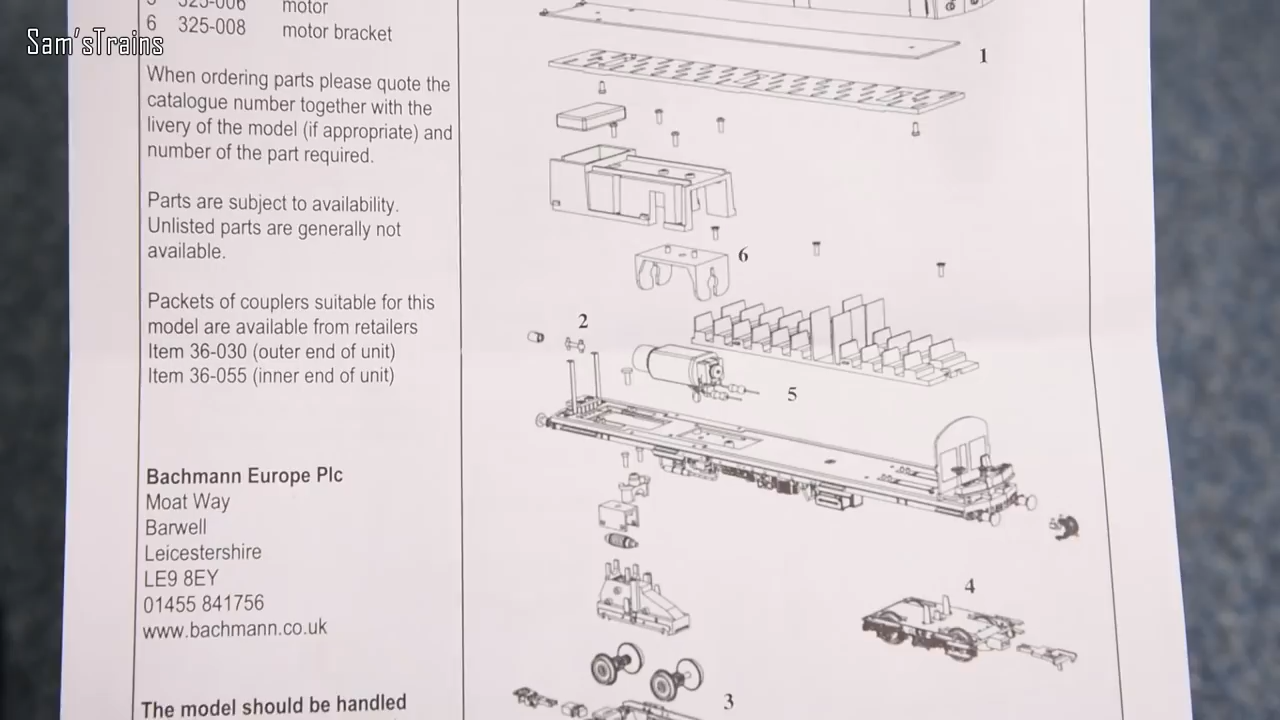 Sam'sTrains
325-006 motor
6 325-008 motor bracket
When ordering parts please quote the
catalogue number together with the
livery of the model (if appropriate) and
number of the part required.
Parts are subject to availability.
Unlisted parts are generally not
available.
Packets of couplers suitable for this
model are available from retailers
Item 36-030 (outer end of unit)
Item 36-055 (inner end of unit)
Bachmann Europe Plc
Moat Way
Barwell
Leicestershire
LE9 8EY
01455 841756
www.bachmann.co.uk
The model should be handled
1
6
2
5
4
3